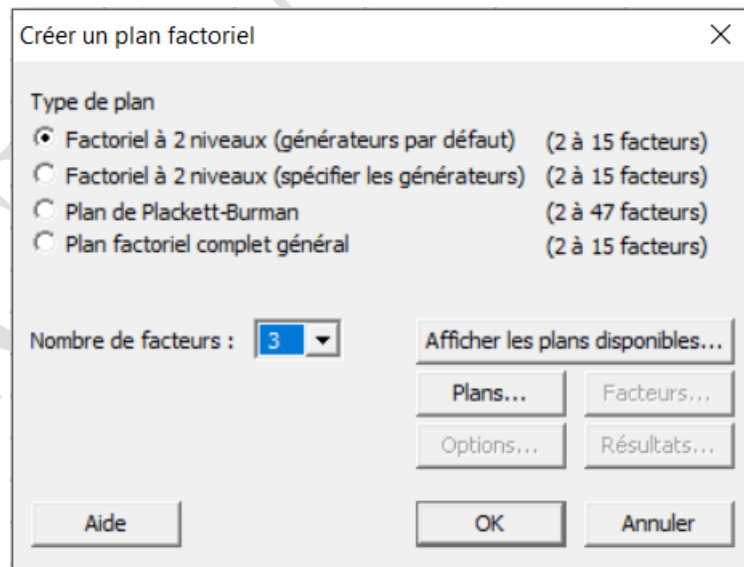 Créer un plan factoriel
Type de plan
Factoriel à 2 niveaux (générateurs par défaut) (2 à 15 facteurs)
Factoriel à 2 niveaux (spécifier les générateurs) (2 à 15 facteurs)
Plan de Plackett-Burman (2 à 47 facteurs)
Plan factoriel complet général (2 à 15 facteurs)
Nombre de facteurs : 3 Afficher les plans disponibles...
Plans... Facteurs...
Options... Résultats...
Aide OK Annuler